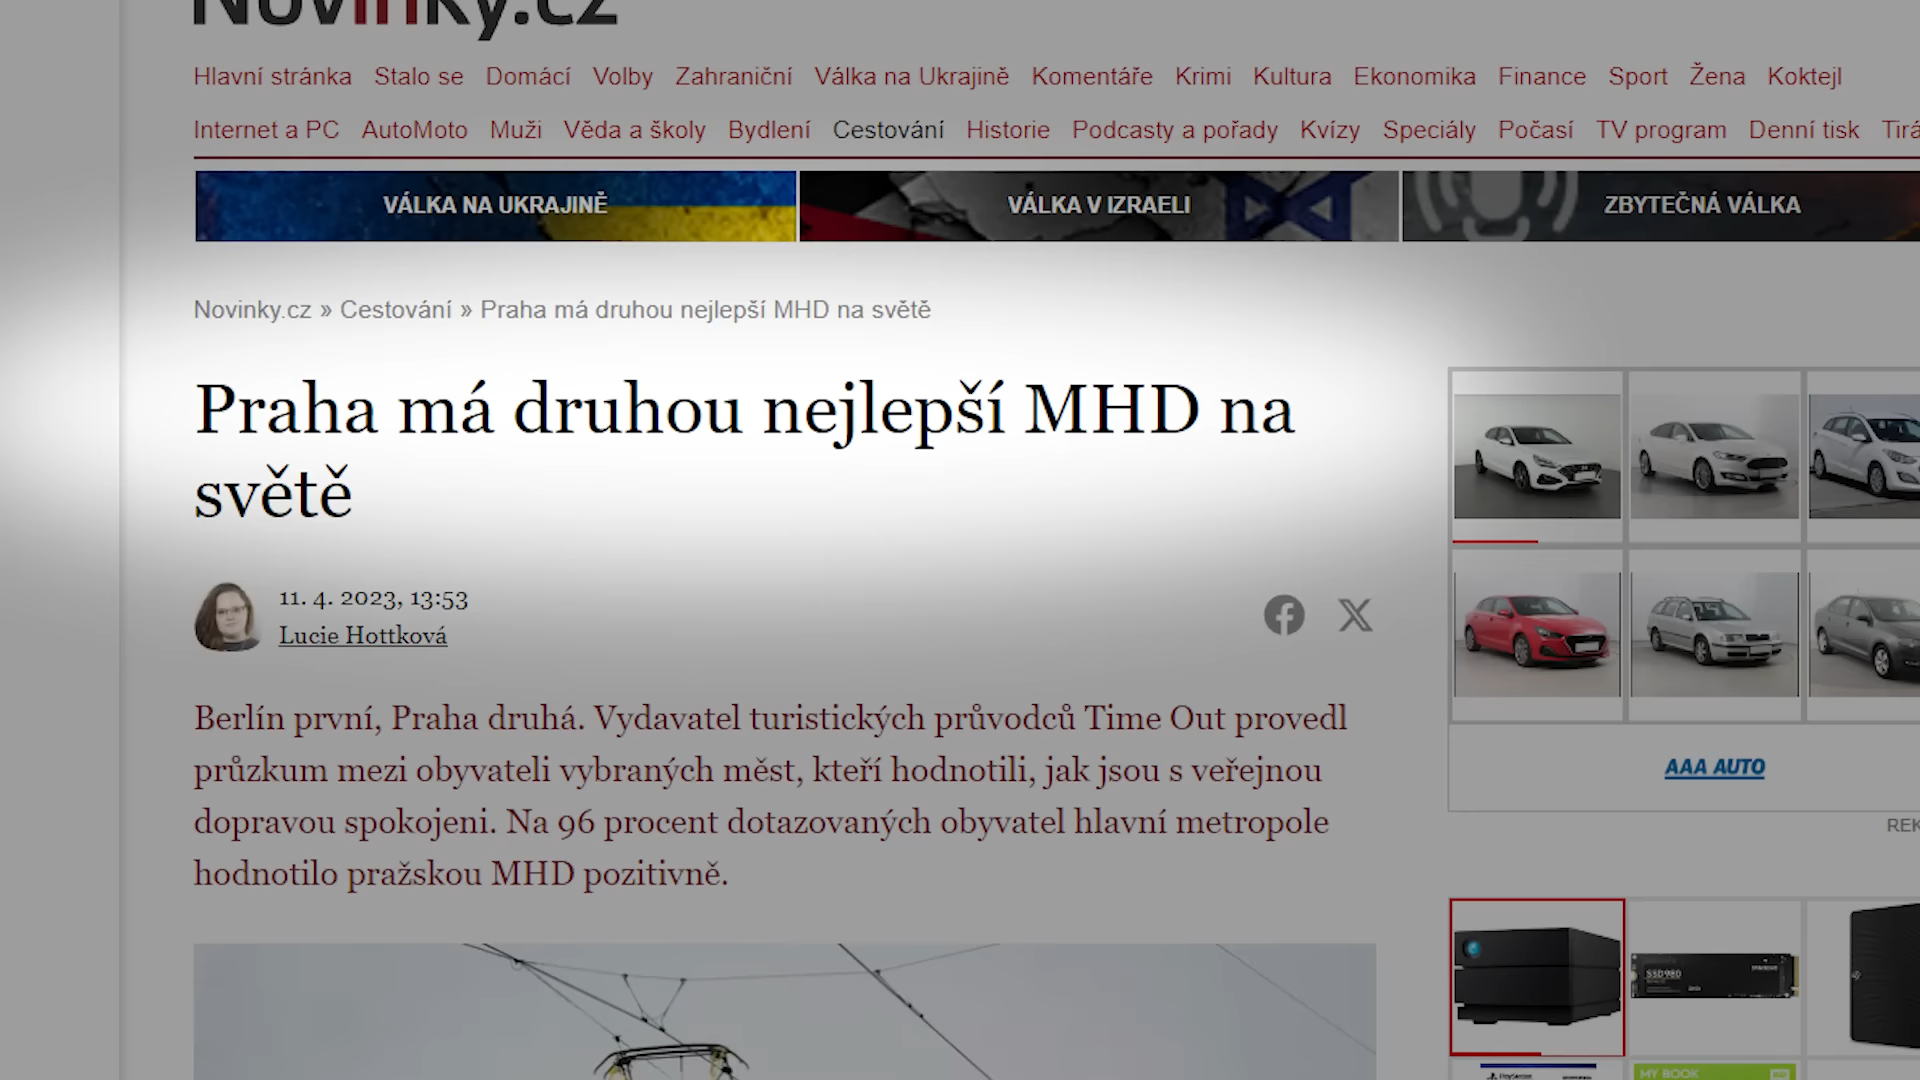 Novinky.cz
Hlavní stránka Stalo se Domácí Volby Zahraniční Válka na Ukrajině Komentáře Krimi Kultura Ekonomika Finance Sport Žena Koktejl
Internet a PC AutoMoto Muži Věda a školy Bydlení Cestování Historie Podcasty a pořady Kvízy Speciály Počasí TV program Denní tisk
VÁLKA NA UKRAJINĚ
VÁLKA V IZRAELI
ZBYTEČNÁ VÁLKA
Novinky.cz » Cestování » Praha má druhou nejlepší MHD na světě
Praha má druhou nejlepší MHD na
světě
11. 4. 2023, 13:53
Lucie Hottková
Berlín první, Praha druhá. Vydavatel turistických průvodců Time Out provedl
průzkum mezi obyvateli vybraných měst, kteří hodnotili, jak jsou s veřejnou
dopravou spokojeni. Na 96 procent dotazovaných obyvatel hlavní metropole
hodnotilo pražskou MHD pozitivně.
AAA AUTO
REK
SSD 980
MY BOOK